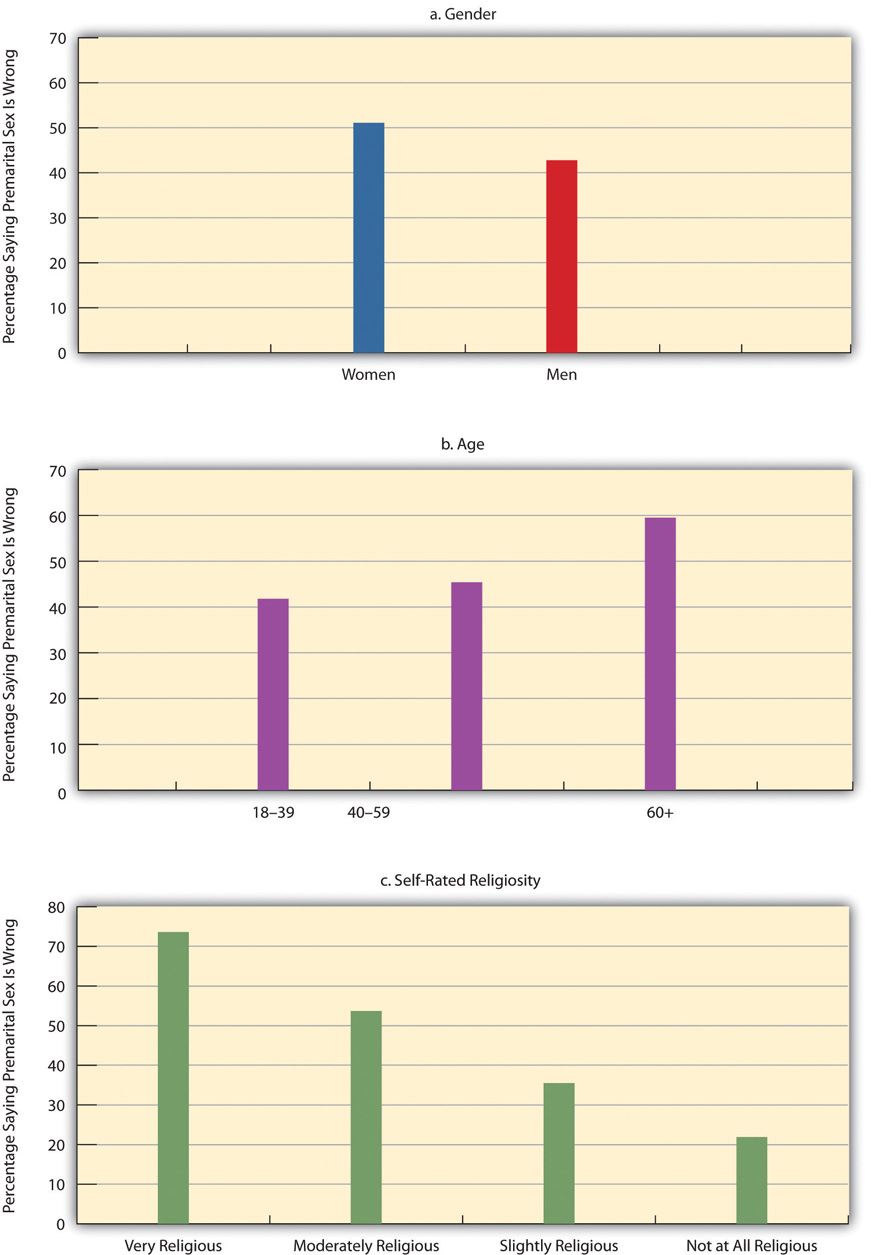 a. Gender
Percentage Saying Premarital Sex Is Wrong
70
60
50
40
30
20
10
0
Women Men
b. Age
Percentage Saying Premarital Sex Is Wrong
70
60
50
40
30
20
10
0
18–39 40–59 60+
c. Self-Rated Religiosity
Percentage Saying Premarital Sex Is Wrong
80
70
60
50
40
30
20
10
0
Very Religious Moderately Religious Slightly Religious Not at All Religious